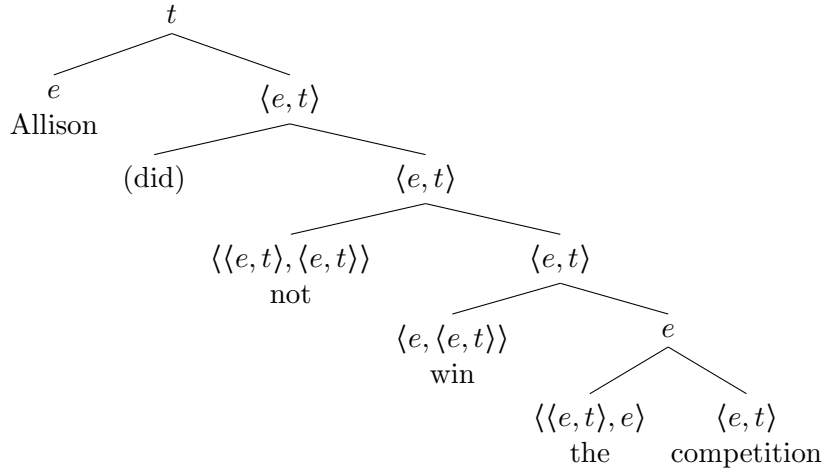 t
e
Allison
⟨e, t⟩
(did)
⟨e, t⟩
⟨⟨e, t⟩, ⟨e, t⟩⟩
not
⟨e, t⟩
⟨e, ⟨e, t⟩⟩
win
e
⟨⟨e, t⟩, e⟩
the
⟨e, t⟩
competition